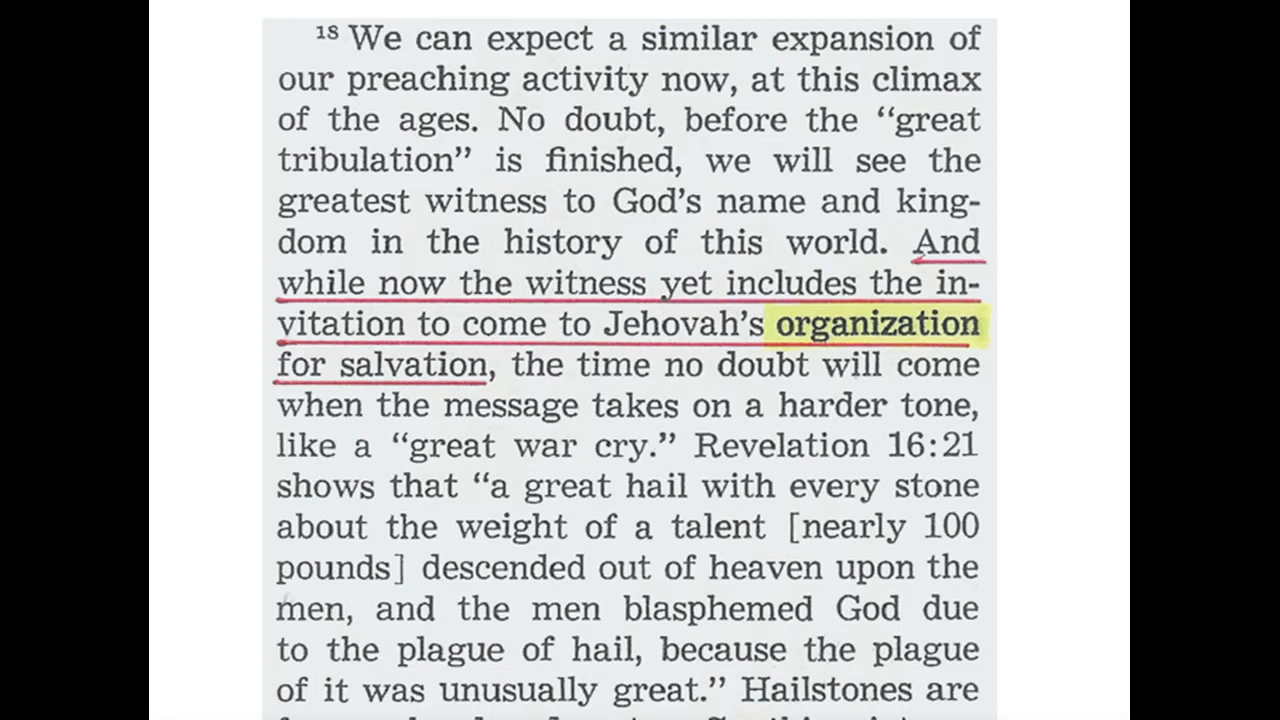 ¹⁸ We can expect a similar expansion of
our preaching activity now, at this climax
of the ages. No doubt, before the “great
tribulation” is finished, we will see the
greatest witness to God’s name and king-
dom in the history of this world. And
while now the witness yet includes the in-
vitation to come to Jehovah’s organization
for salvation, the time no doubt will come
when the message takes on a harder tone,
like a “great war cry.” Revelation 16:21
shows that “a great hail with every stone
about the weight of a talent [nearly 100
pounds] descended out of heaven upon the
men, and the men blasphemed God due
to the plague of hail, because the plague
of it was unusually great.” Hailstones are